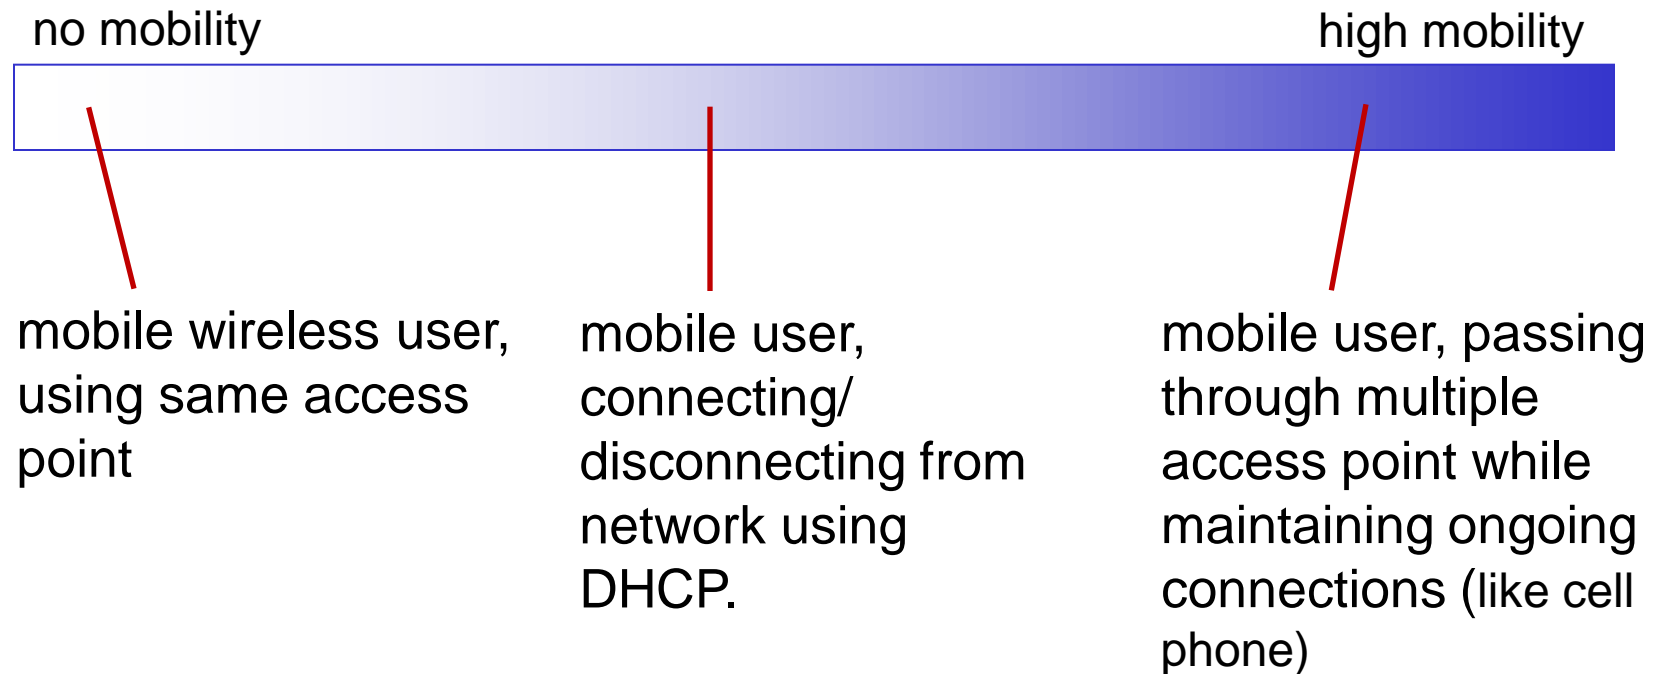 no mobility
high mobility
mobile wireless user,
using same access
point
mobile user,
connecting/
disconnecting from
network using
DHCP.
mobile user, passing
through multiple
access point while
maintaining ongoing
connections (like cell
phone)